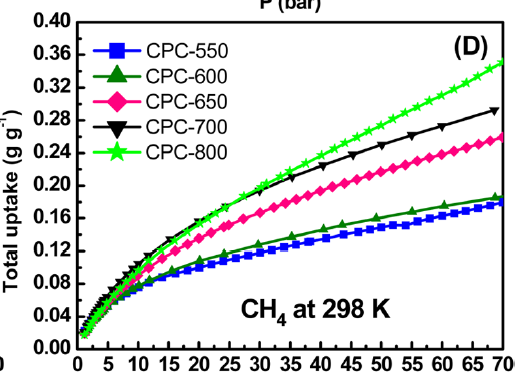 P (bar)
0.40
0.36
0.32
0.28
0.24
0.20
0.16
0.12
0.08
0.04
0.00
Total uptake (g g⁻¹)
(D)
CPC-550
CPC-600
CPC-650
CPC-700
CPC-800
CH₄ at 298 K
0 0 5 10 15 20 25 30 35 40 45 50 55 60 65 70